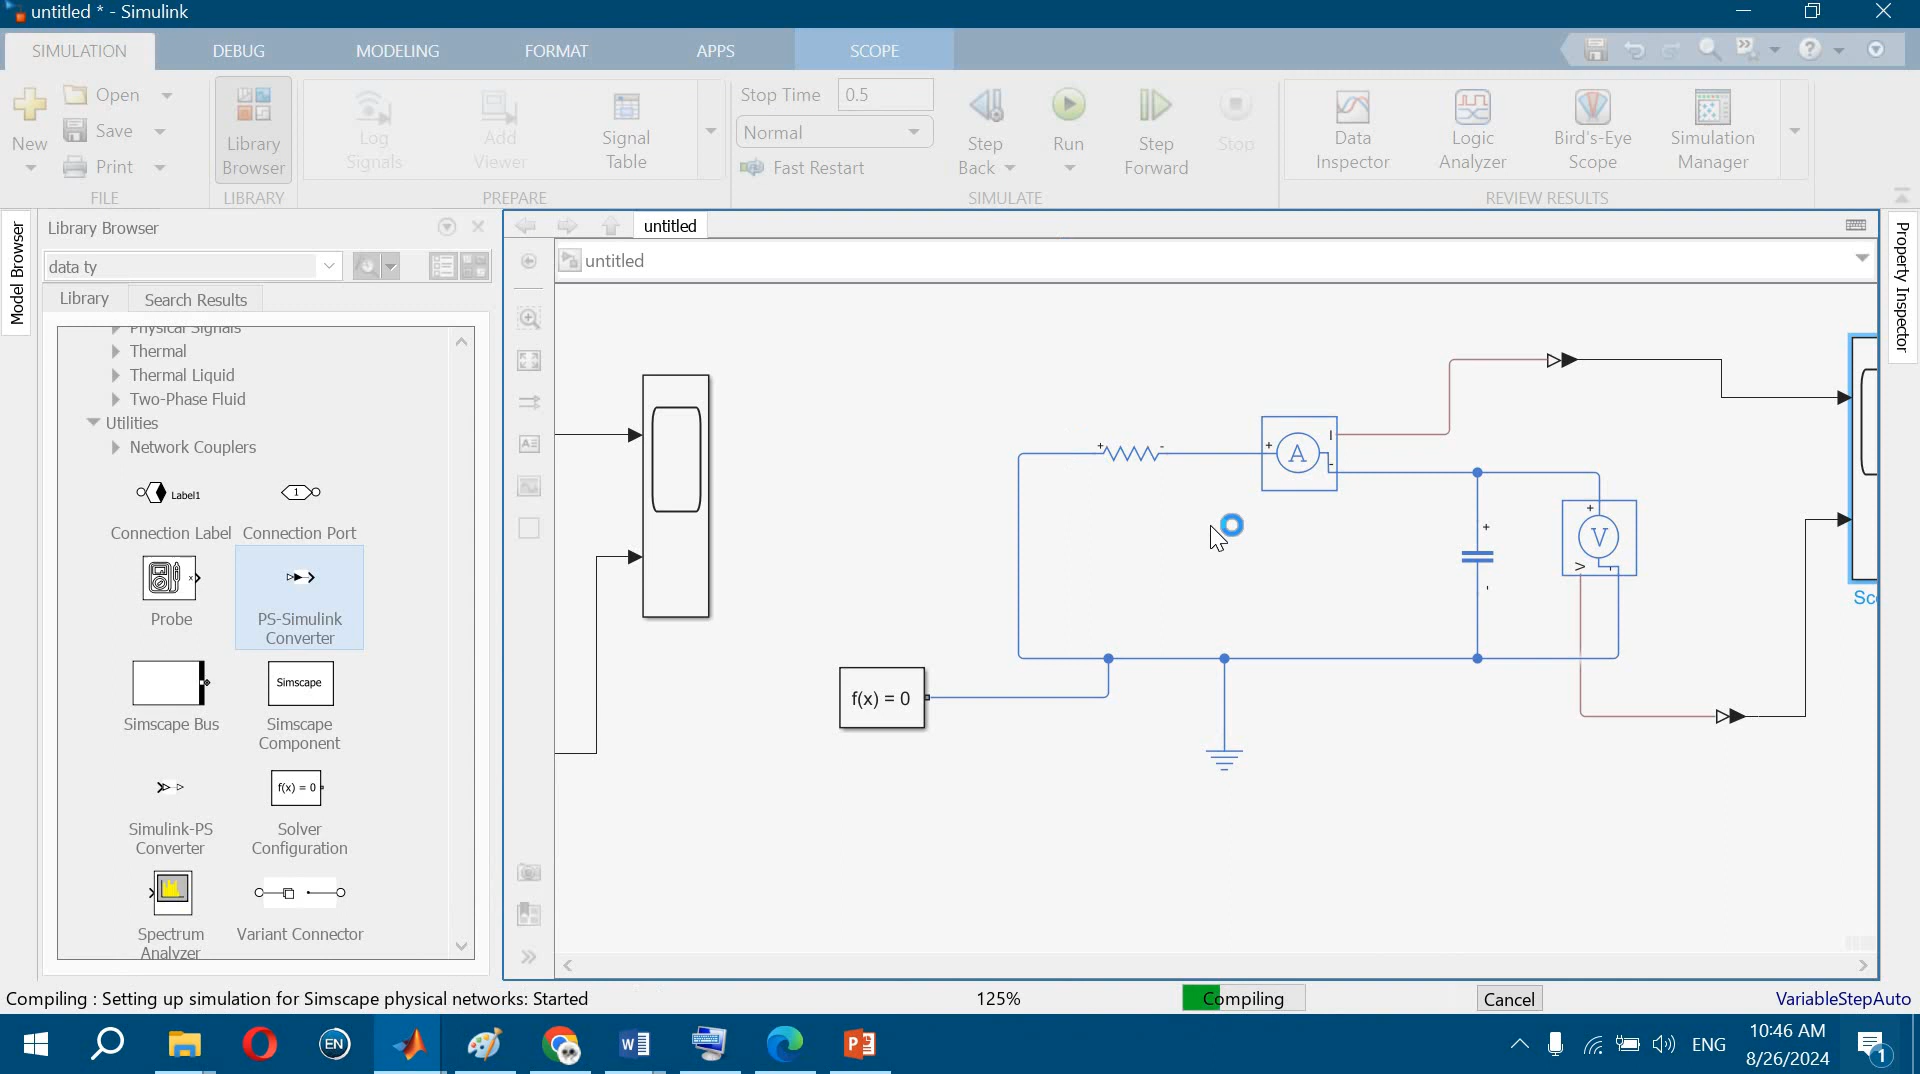 untitled * - Simulink
SIMULATION
DEBUG
MODELING
FORMAT
APPS
SCOPE
New
Open
Save
Print
FILE
Library
Browser
LIBRARY
Log
Signals
Add
Viewer
Signal
Table
PREPARE
Stop Time 0.5
Normal
Fast Restart
Step
Back
Run
Step
Forward
Stop
SIMULATE
Data
Inspector
Logic
Analyzer
Bird's-Eye
Scope
Simulation
Manager
REVIEW RESULTS
Model Browser
Library Browser
data ty
Library
Search Results
Physical Signals
Thermal
Thermal Liquid
Two-Phase Fluid
Utilities
Network Couplers
Label1
1
Connection Label
Connection Port
x
Probe
PS-Simulink
Converter
Simscape
Simscape Bus
Simscape
Component
f(x) = 0
Simulink-PS
Converter
Solver
Configuration
Spectrum
Analyzer
Variant Connector
untitled
untitled
Property Inspector
+ -
+ A I -
+ V V -
+ -
f(x) = 0
Sc
Compiling : Setting up simulation for Simscape physical networks: Started
125%
Compiling
Cancel
VariableStepAuto
EN
W
P
ENG
10:46 AM
8/26/2024
1